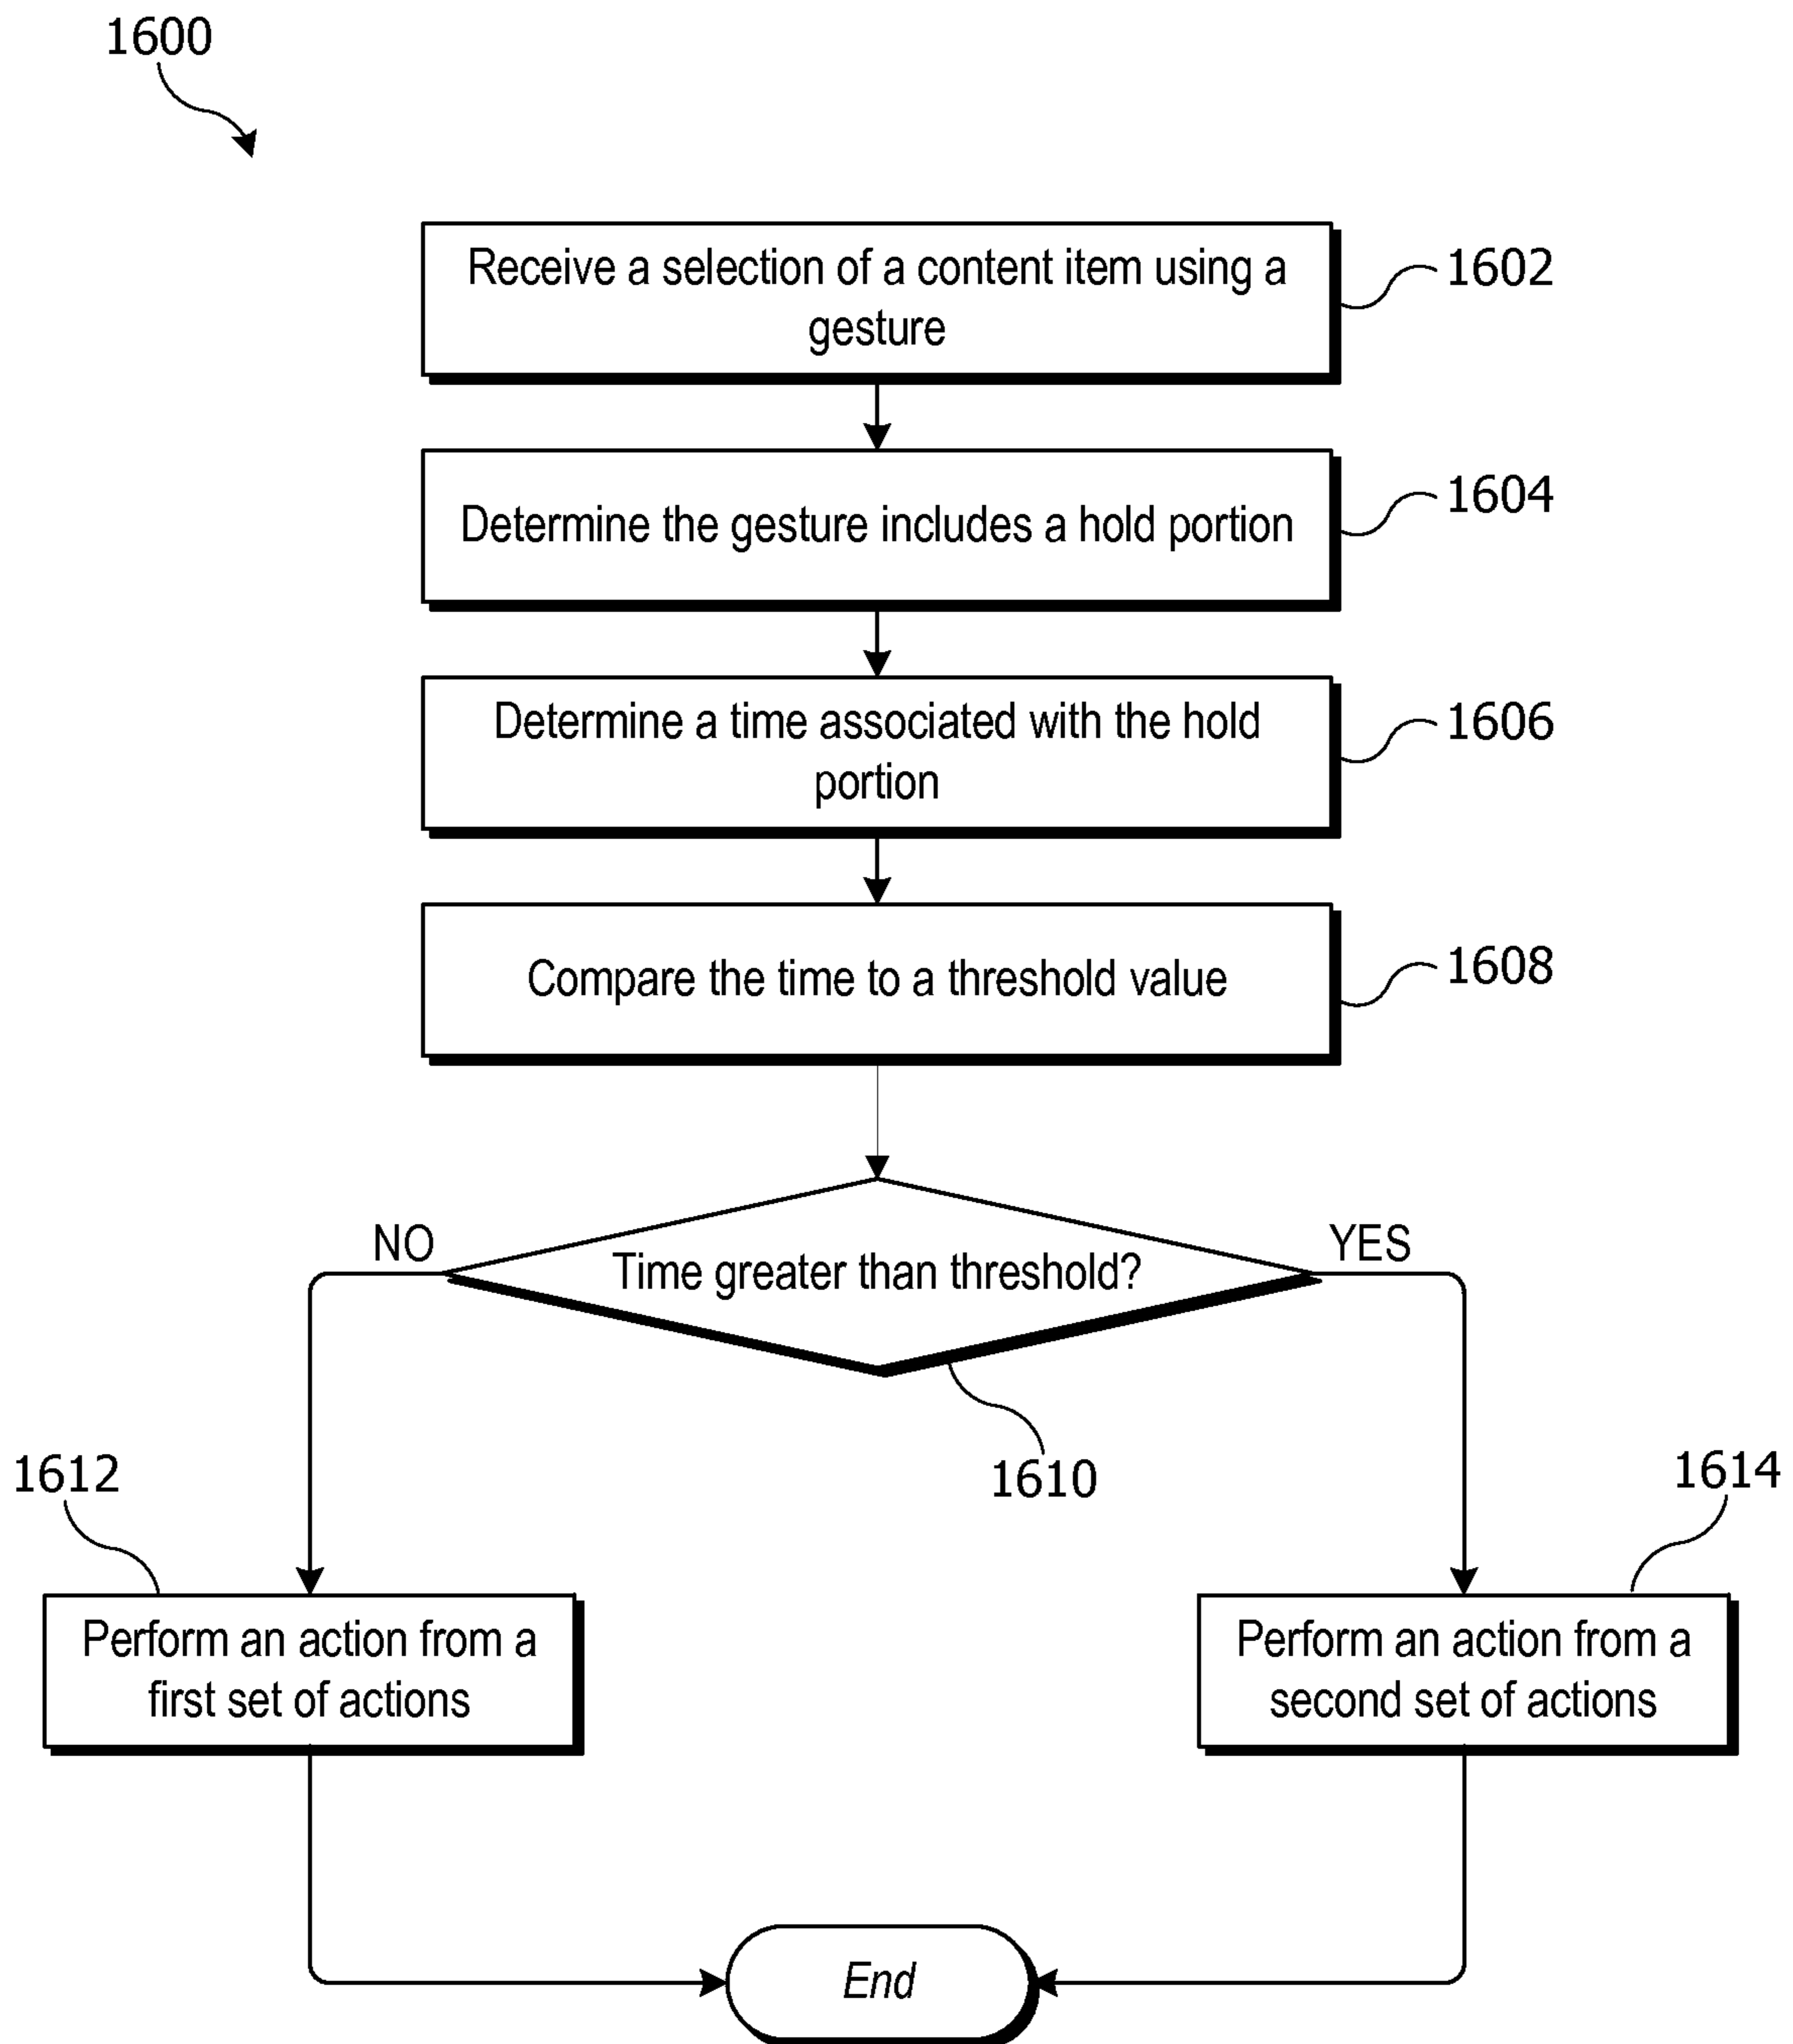 1600
Receive a selection of a content item using a
gesture
1602
Determine the gesture includes a hold portion
1604
Determine a time associated with the hold
portion
1606
Compare the time to a threshold value
1608
NO
Time greater than threshold?
YES
1610
1612
1614
Perform an action from a
first set of actions
Perform an action from a
second set of actions
End